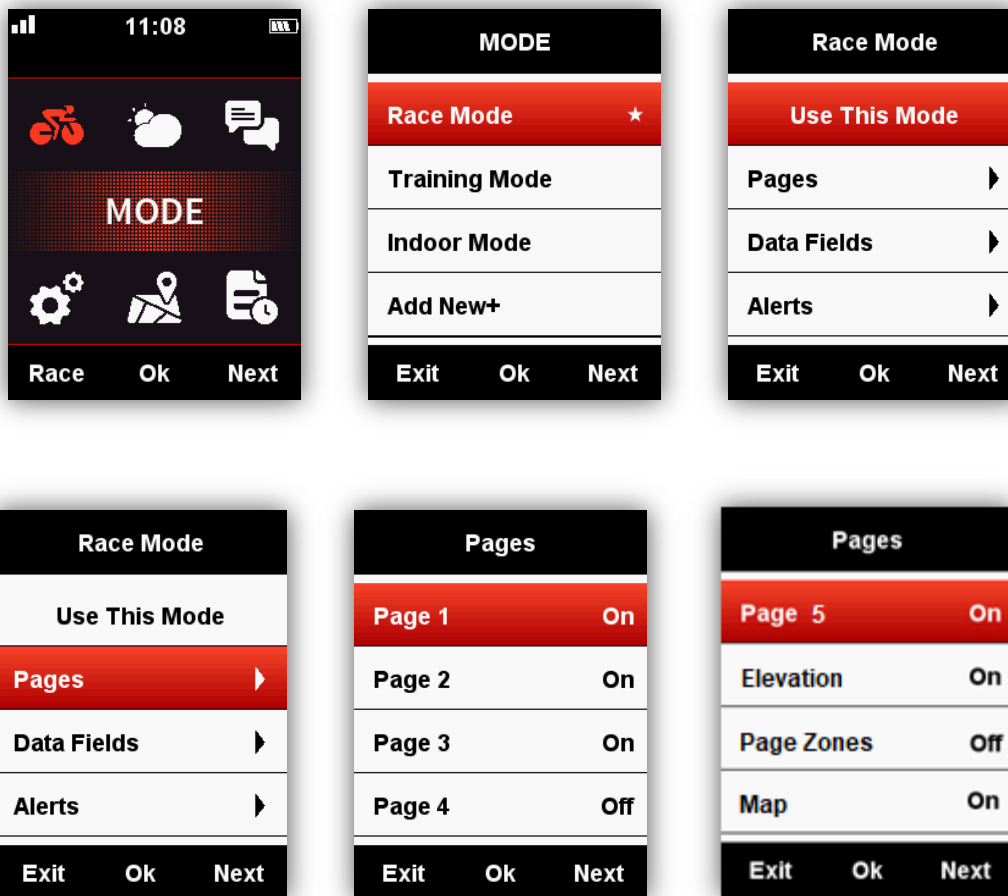 11:08
MODE
Race Ok Next
MODE
Race Mode ★
Training Mode
Indoor Mode
Add New+
Exit Ok Next
Race Mode
Use This Mode
Pages
Data Fields
Alerts
Exit Ok Next
Race Mode
Use This Mode
Pages
Data Fields
Alerts
Exit Ok Next
Pages
Page 1 On
Page 2 On
Page 3 On
Page 4 Off
Exit Ok Next
Pages
Page 5 On
Elevation On
Page Zones Off
Map On
Exit Ok Next